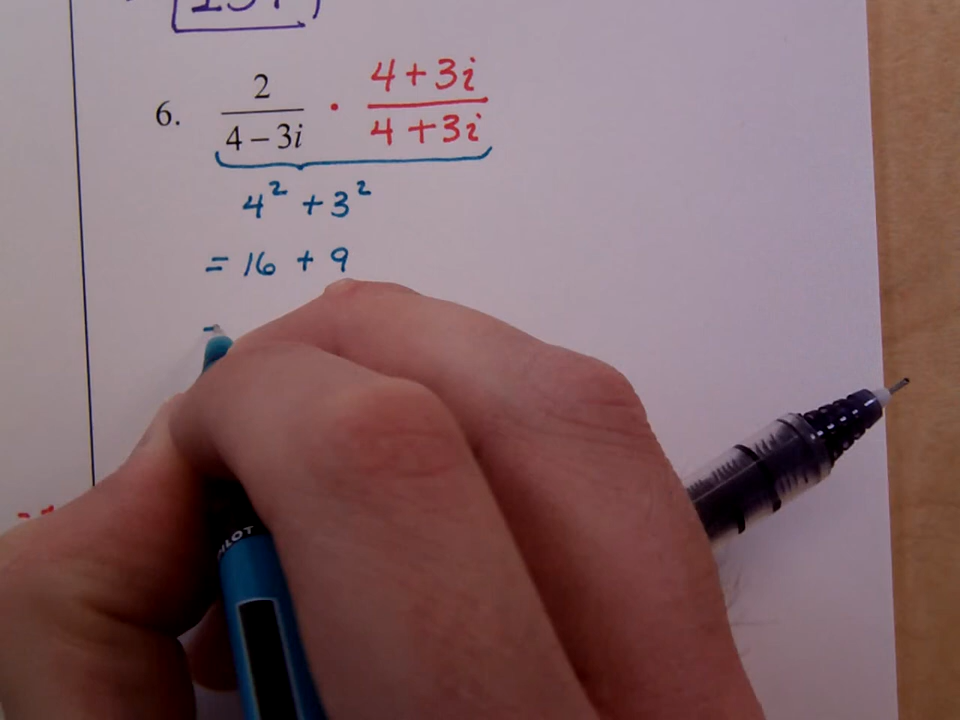 6. 2/(4 – 3i) · (4 + 3i)/(4 + 3i)
4² + 3²
= 16 + 9